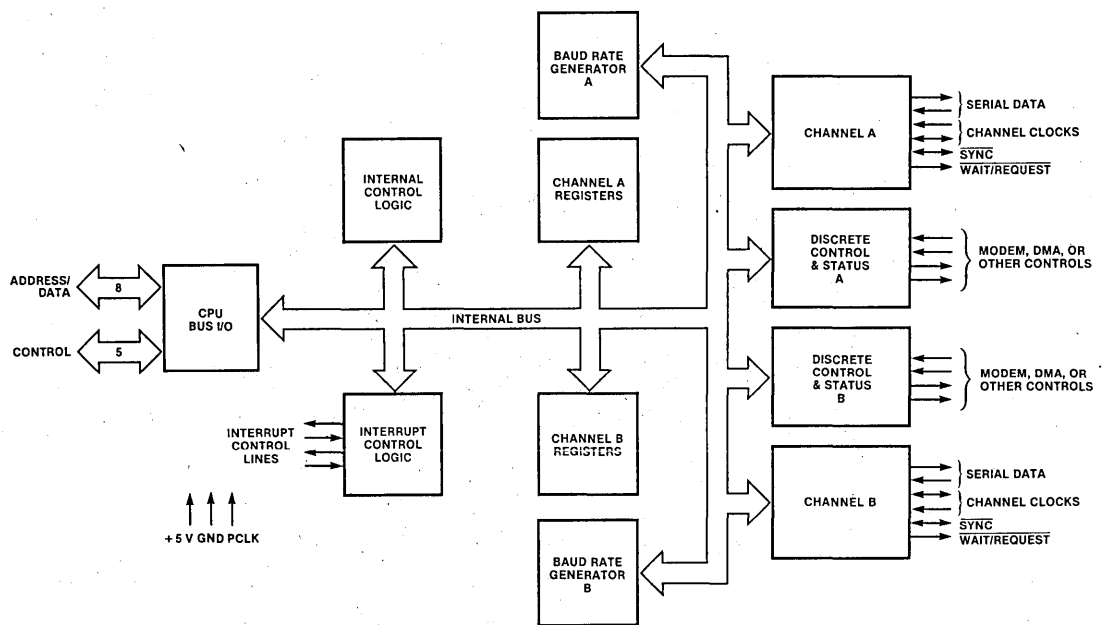 BAUD RATE
GENERATOR
A
CHANNEL A
SERIAL DATA
CHANNEL CLOCKS
SYNC
WAIT/REQUEST
INTERNAL
CONTROL
LOGIC
CHANNEL A
REGISTERS
DISCRETE
CONTROL
& STATUS
A
MODEM, DMA, OR
OTHER CONTROLS
ADDRESS/
DATA
8
CPU
BUS I/O
INTERNAL BUS
CONTROL
5
DISCRETE
CONTROL
& STATUS
B
MODEM, DMA, OR
OTHER CONTROLS
INTERRUPT
CONTROL
LINES
INTERRUPT
CONTROL
LOGIC
CHANNEL B
REGISTERS
CHANNEL B
SERIAL DATA
CHANNEL CLOCKS
SYNC
WAIT/REQUEST
+5 V GND PCLK
BAUD RATE
GENERATOR
B